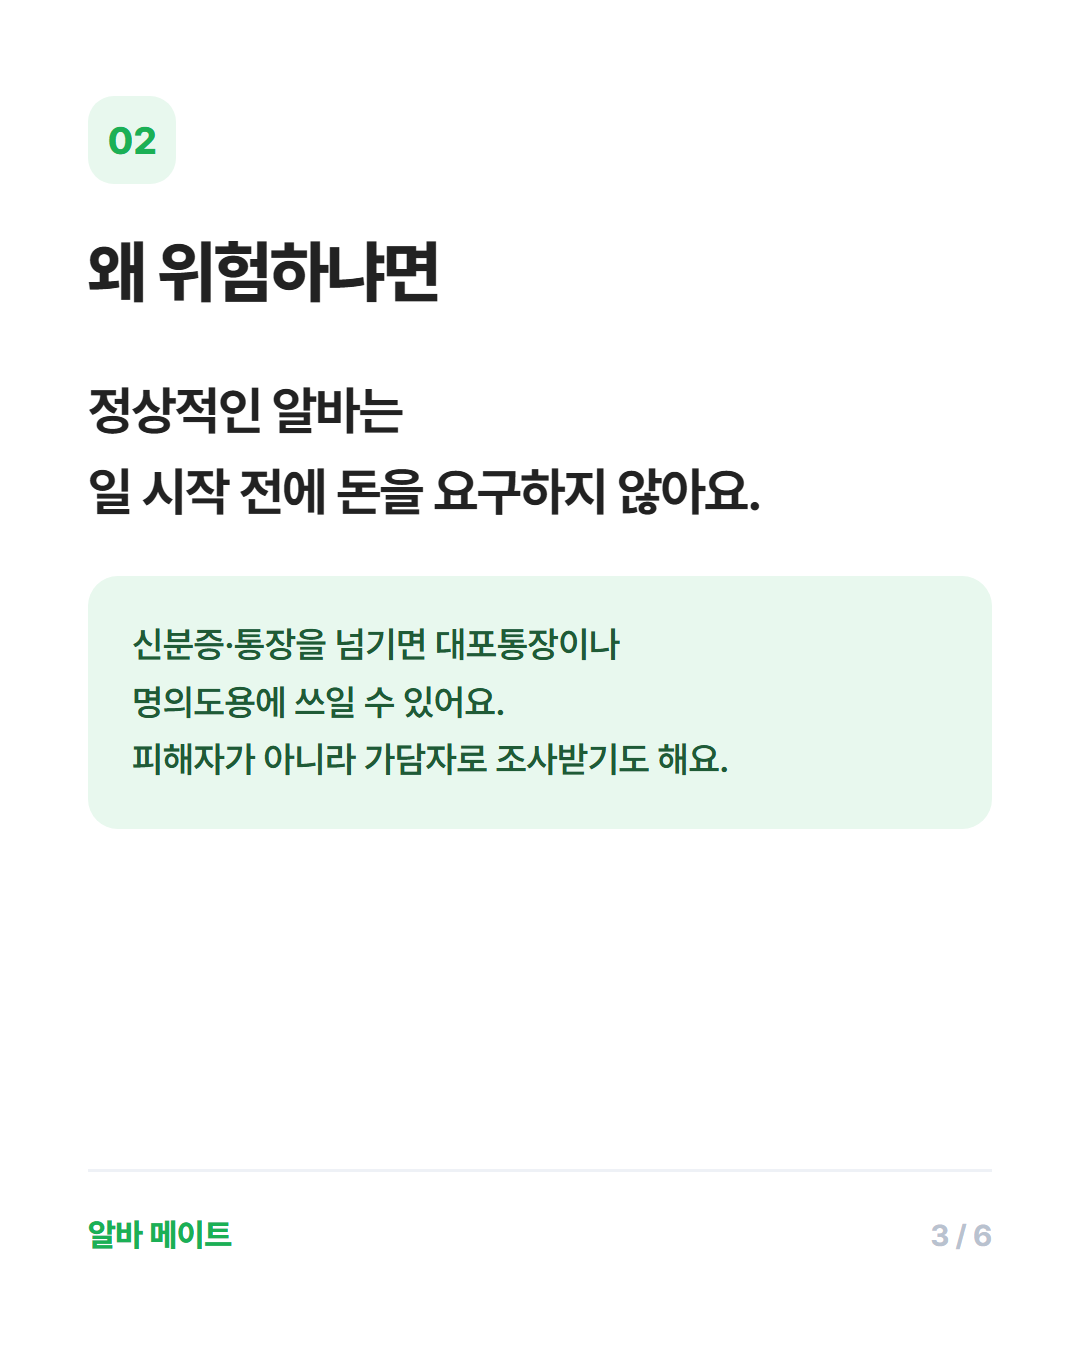 02
왜 위험하냐면
정상적인 알바는
일 시작 전에 돈을 요구하지 않아요.
신분증·통장을 넘기면 대포통장이나
명의도용에 쓰일 수 있어요.
피해자가 아니라 가담자로 조사받기도 해요.
알바 메이트
3 / 6